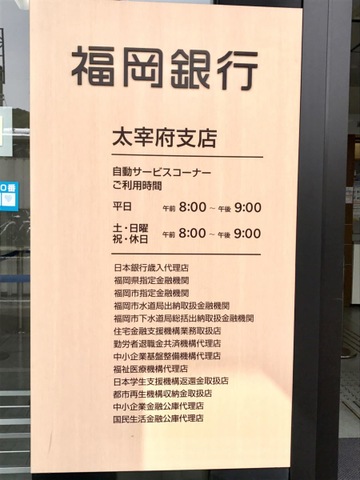 福岡銀行
太宰府支店
自動サービスコーナー
ご利用時間
平日 午前 8:00 ～ 午後 9:00
土・日曜
祝・休日 午前 8:00 ～ 午後 9:00
日本銀行歳入代理店
福岡県指定金融機関
福岡市指定金融機関
福岡市水道局出納取扱金融機関
福岡市下水道局総括出納取扱金融機関
住宅金融支援機構業務取扱店
勤労者退職金共済機構代理店
中小企業基盤整備機構代理店
福祉医療機構代理店
日本学生支援機構返還金取扱店
都市再生機構収納金取扱店
中小企業金融公庫代理店
国民生活金融公庫代理店